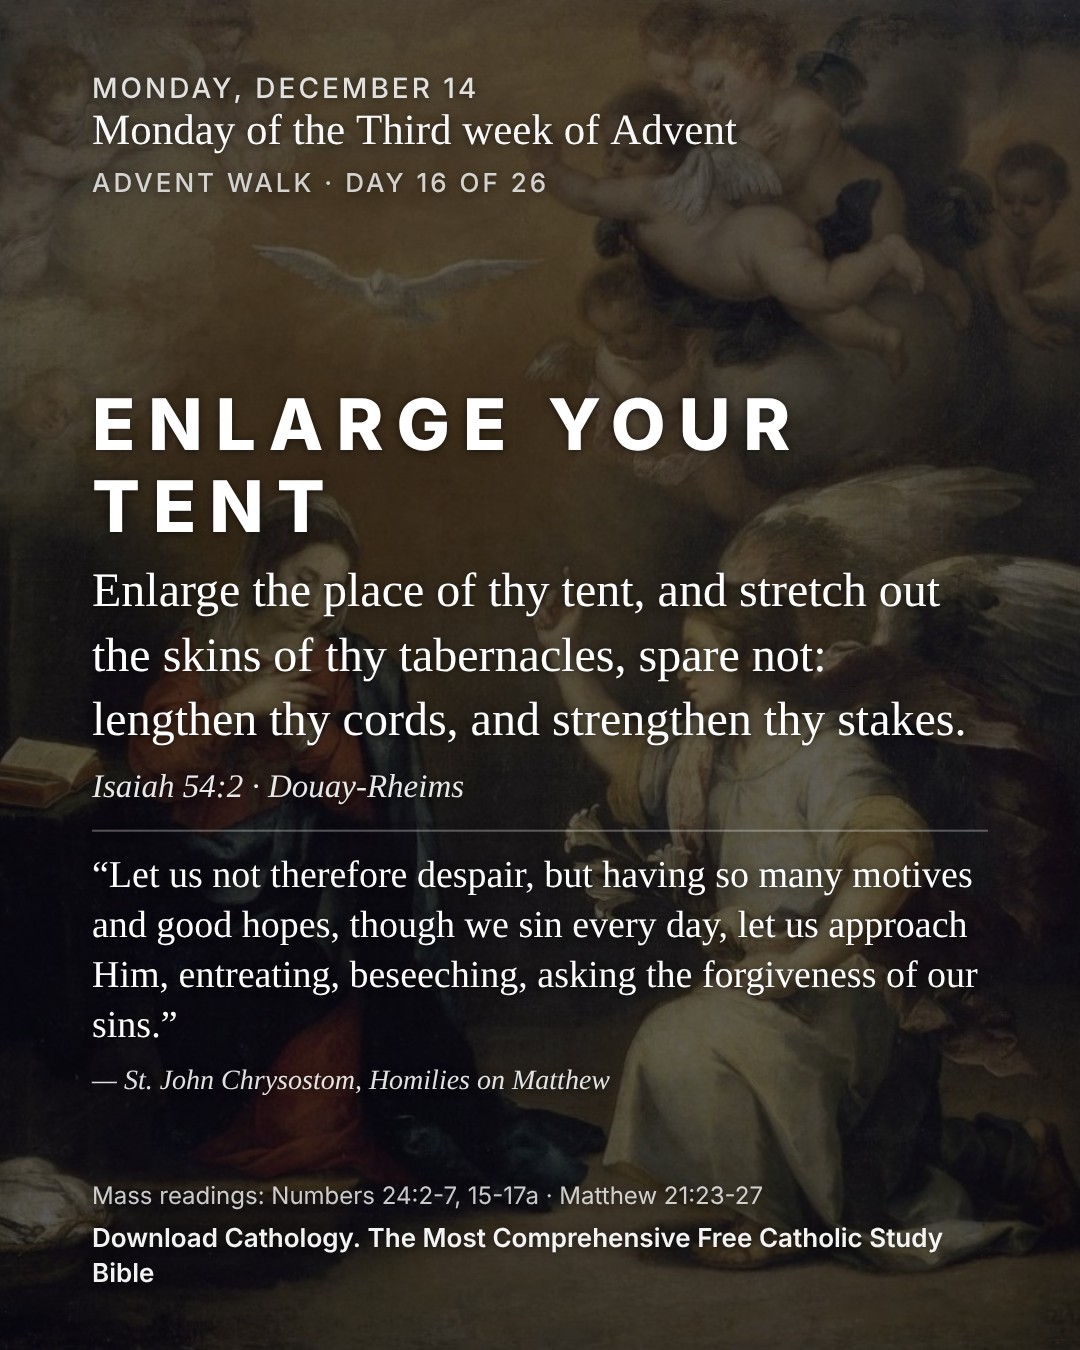 MONDAY, DECEMBER 14
Monday of the Third week of Advent
ADVENT WALK · DAY 16 OF 26
ENLARGE YOUR
TENT
Enlarge the place of thy tent, and stretch out
the skins of thy tabernacles, spare not:
lengthen thy cords, and strengthen thy stakes.
Isaiah 54:2 · Douay-Rheims
“Let us not therefore despair, but having so many motives
and good hopes, though we sin every day, let us approach
Him, entreating, beseeching, asking the forgiveness of our
sins.”
— St. John Chrysostom, Homilies on Matthew
Mass readings: Numbers 24:2-7, 15-17a · Matthew 21:23-27
Download Cathology. The Most Comprehensive Free Catholic Study
Bible